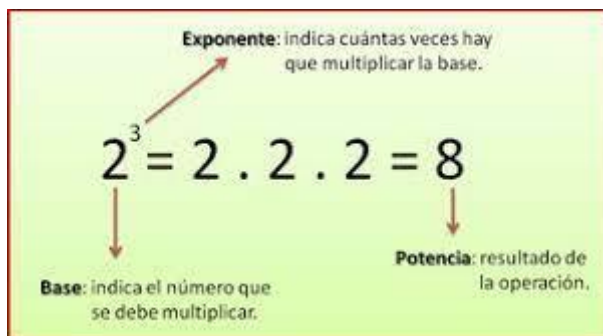 Exponente: indica cuántas veces hay
que multiplicar la base.
2³ = 2 . 2 . 2 = 8
Potencia: resultado de
la operación.
Base: indica el número que
se debe multiplicar.